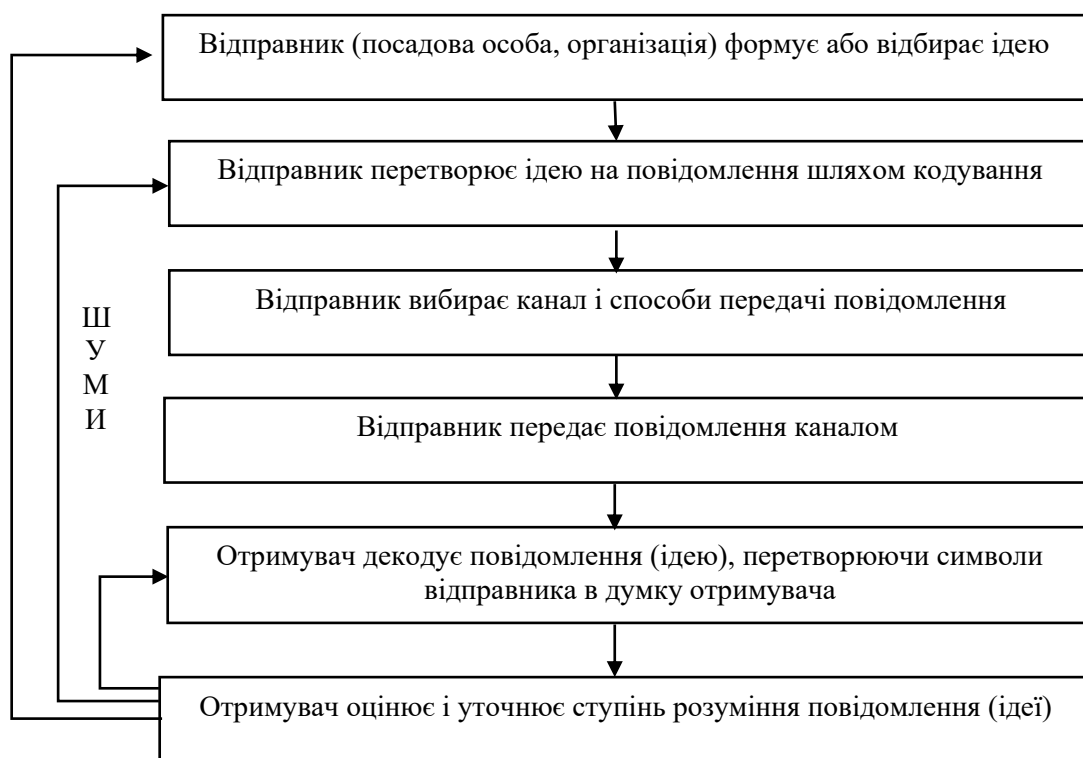 Відправник (посадова особа, організація) формує або відбирає ідею
Відправник перетворює ідею на повідомлення шляхом кодування
Відправник вибирає канал і способи передачі повідомлення
Ш
У
М
И
Відправник передає повідомлення каналом
Отримувач декодує повідомлення (ідею), перетворюючи символи
відправника в думку отримувача
Отримувач оцінює і уточнює ступінь розуміння повідомлення (ідеї)